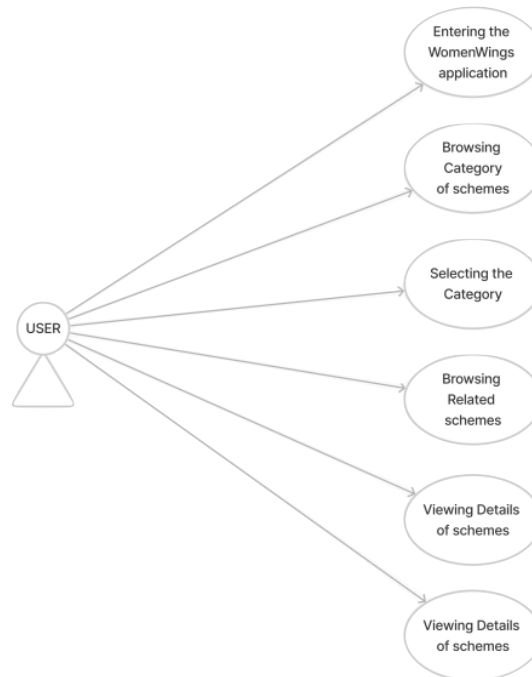 Entering the
WomenWings
application
Browsing
Category
of schemes
Selecting the
Category
USER
Browsing
Related
schemes
Viewing Details
of schemes
Viewing Details
of schemes